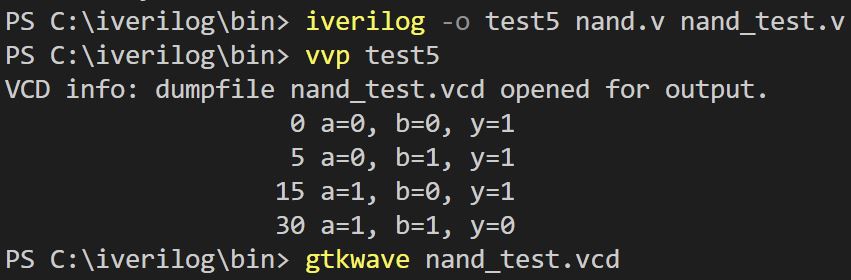 PS C:\iverilog\bin> iverilog -o test5 nand.v nand_test.v
PS C:\iverilog\bin> vvp test5
VCD info: dumpfile nand_test.vcd opened for output.
0 a=0, b=0, y=1
5 a=0, b=1, y=1
15 a=1, b=0, y=1
30 a=1, b=1, y=0
PS C:\iverilog\bin> gtkwave nand_test.vcd